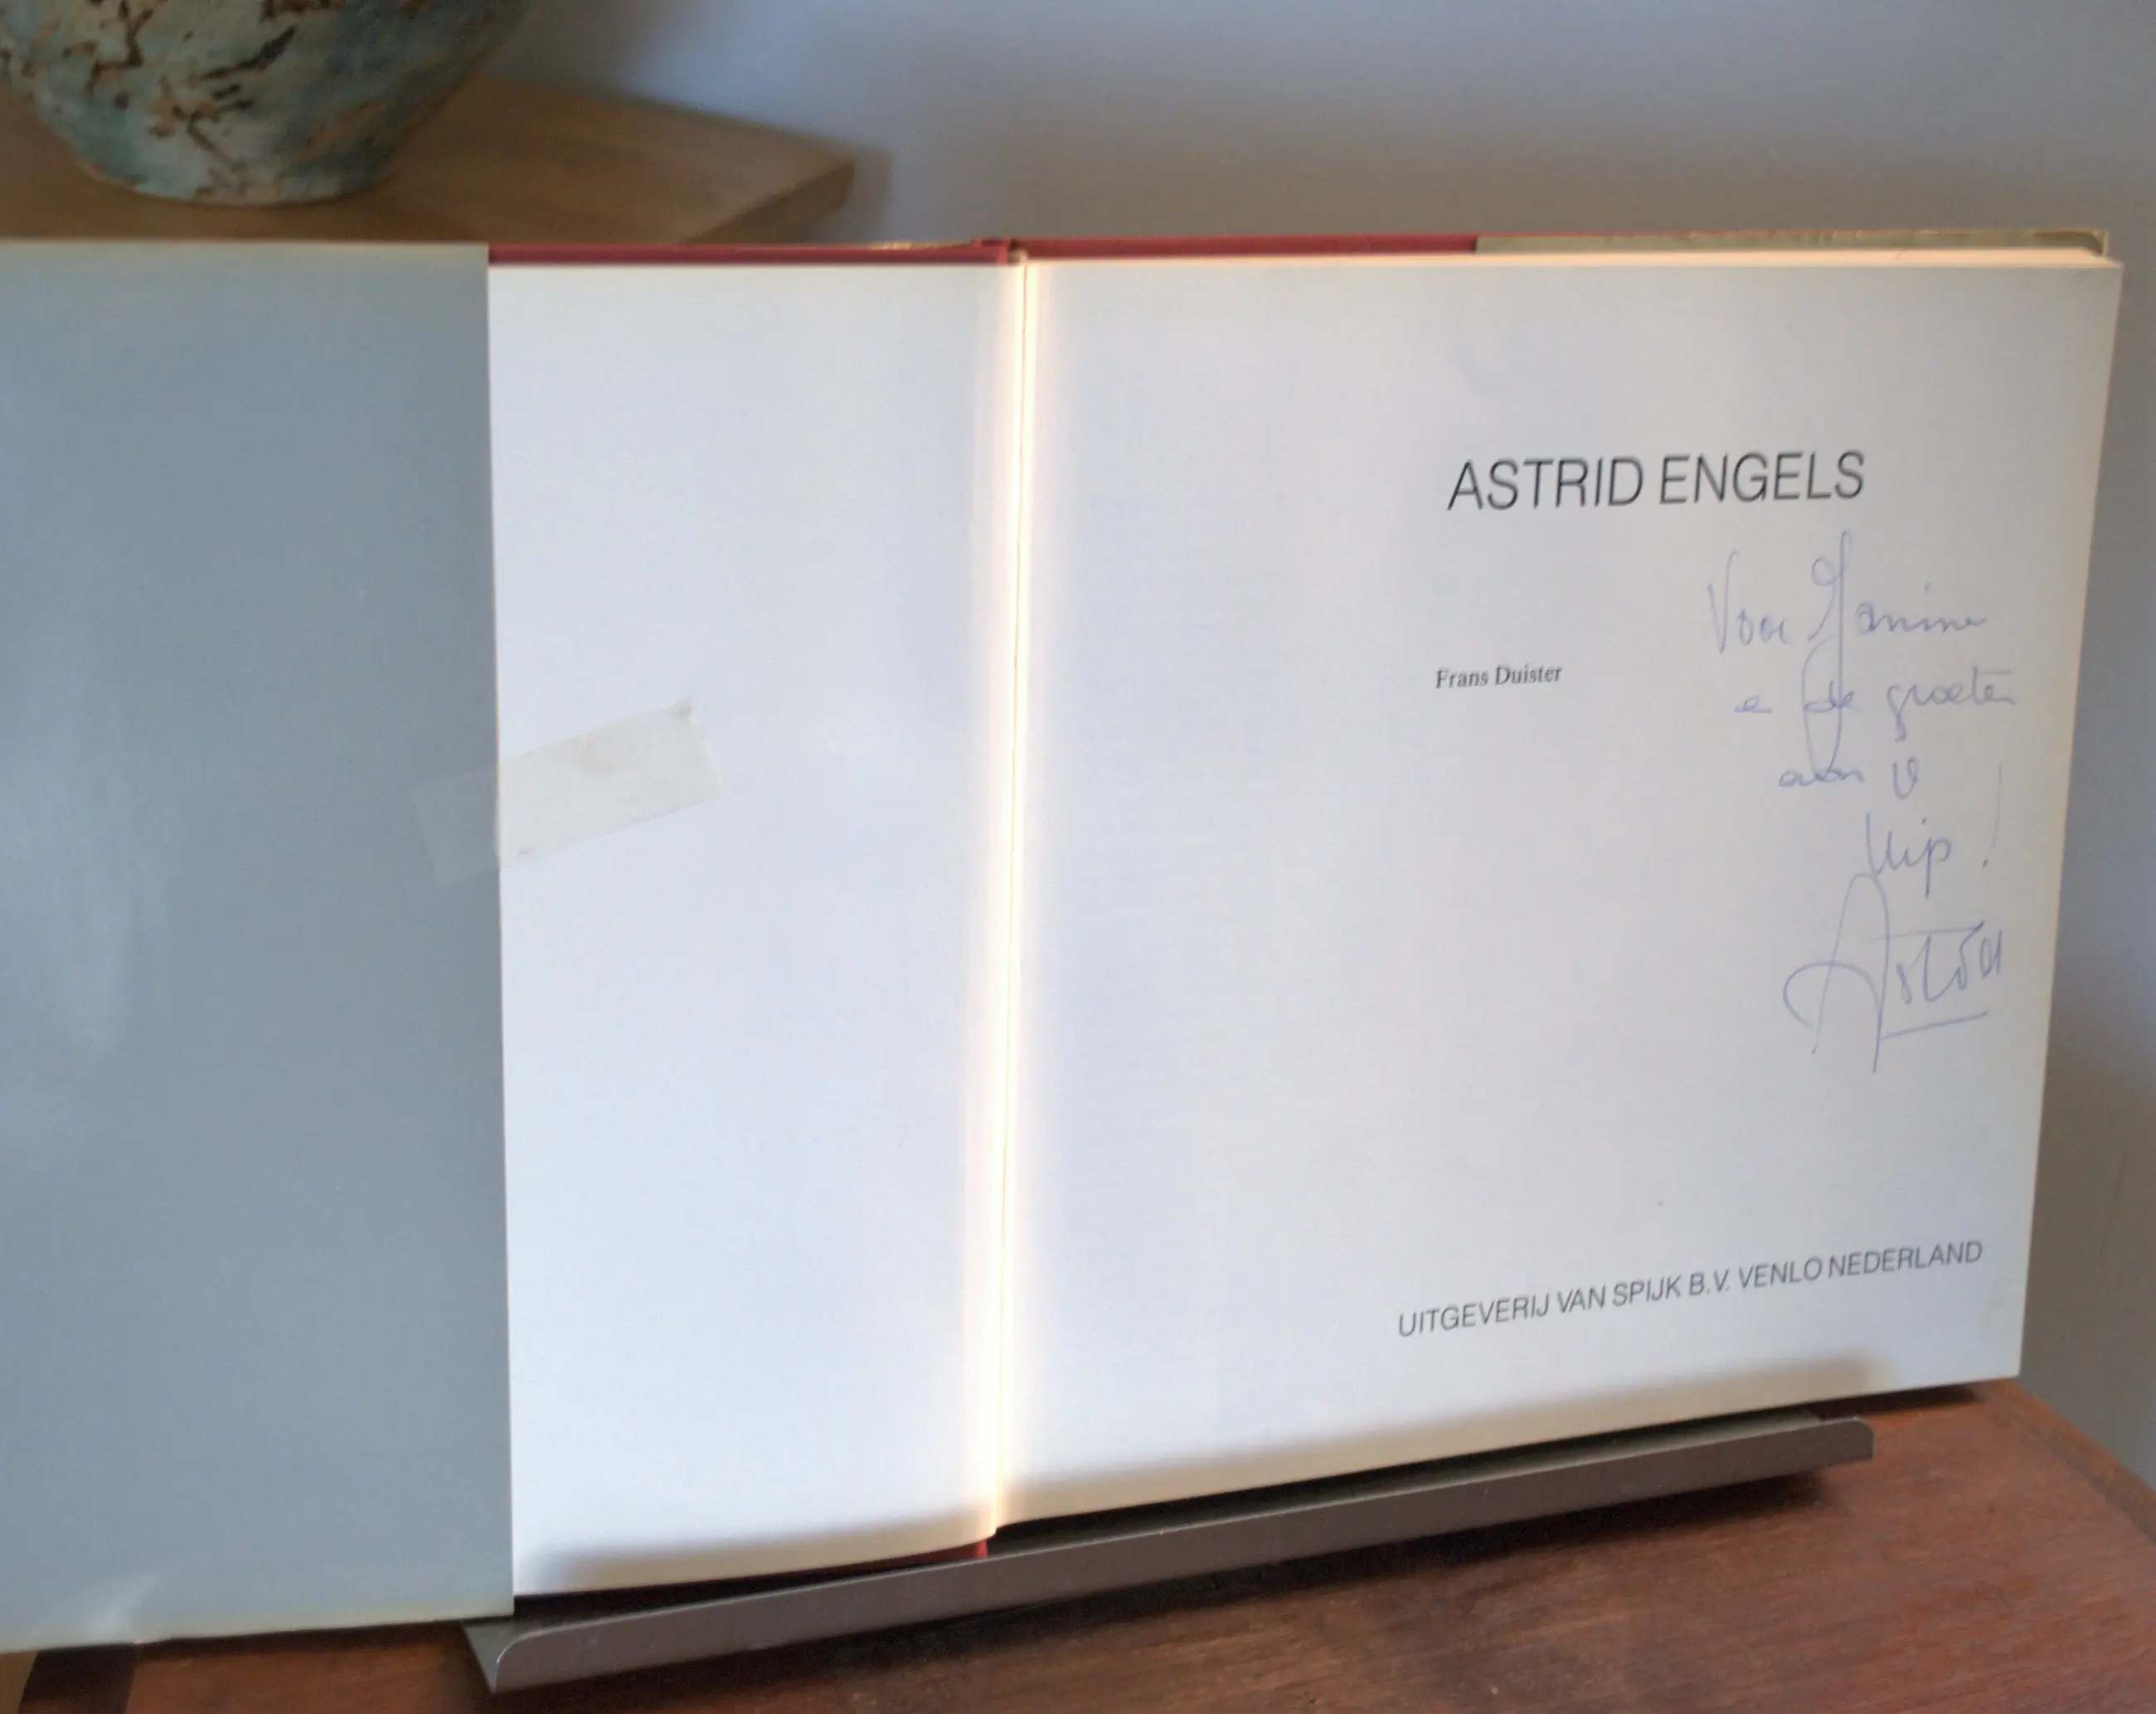 ASTRID ENGELS
Voor Janine
Frans Duister
e de groeten
aan
Astrid
UITGEVERIJ VAN SPIJK B.V. VENLO NEDERLAND